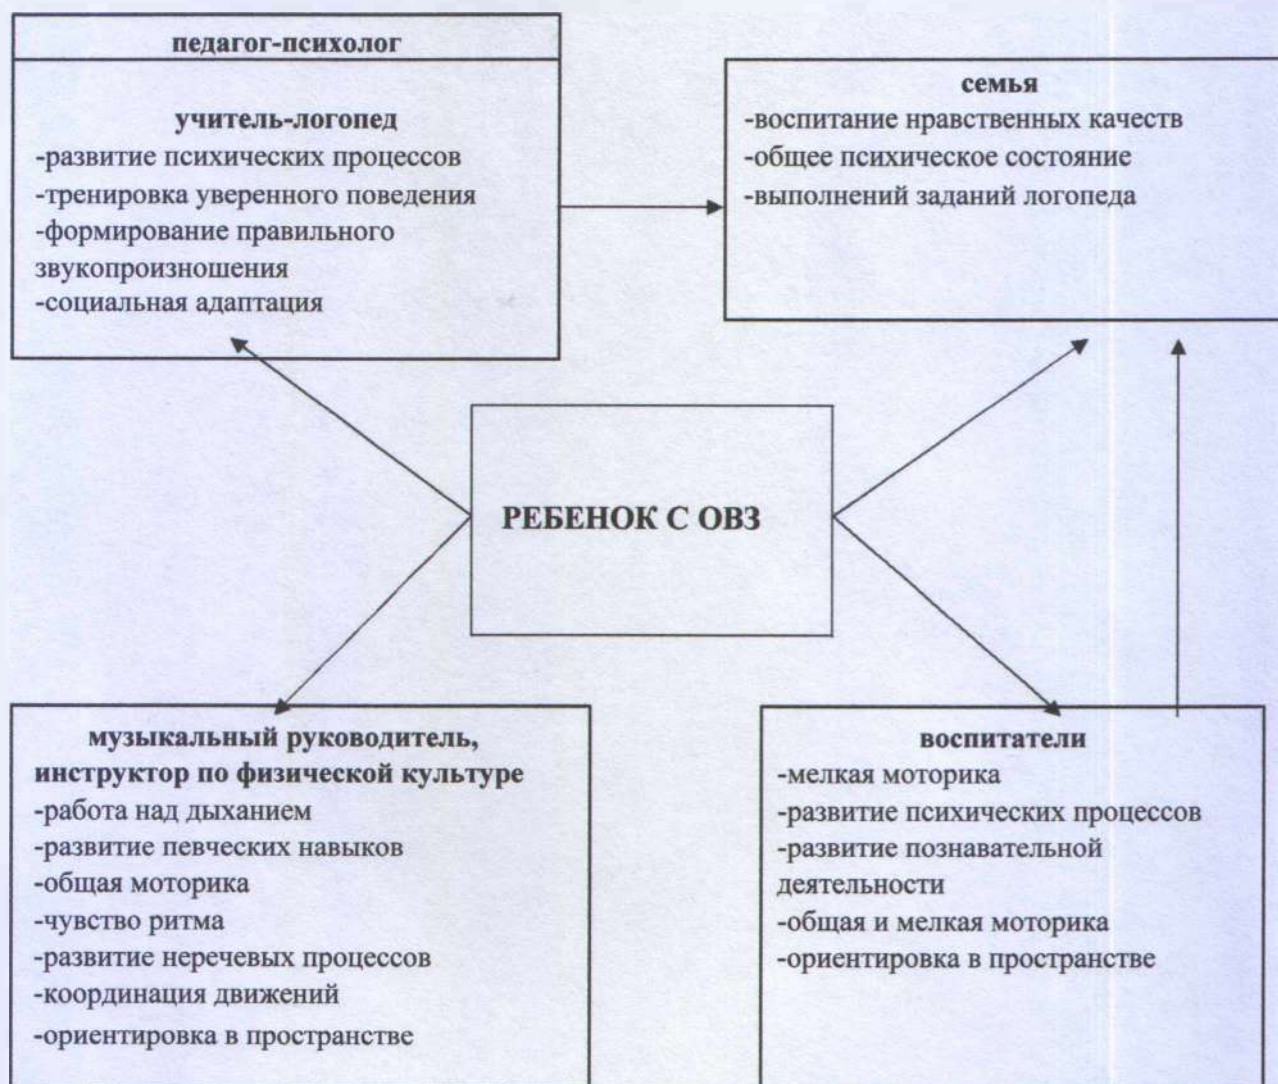 педагог-психолог
учитель-логопед
-развитие психических процессов
-тренировка уверенного поведения
-формирование правильного
звукопроизношения
-социальная адаптация
семья
-воспитание нравственных качеств
-общее психическое состояние
-выполнений заданий логопеда
РЕБЕНОК С ОВЗ
музыкальный руководитель,
инструктор по физической культуре
-работа над дыханием
-развитие певческих навыков
-общая моторика
-чувство ритма
-развитие неречевых процессов
-координация движений
-ориентировка в пространстве
воспитатели
-мелкая моторика
-развитие психических процессов
-развитие познавательной
деятельности
-общая и мелкая моторика
-ориентировка в пространстве